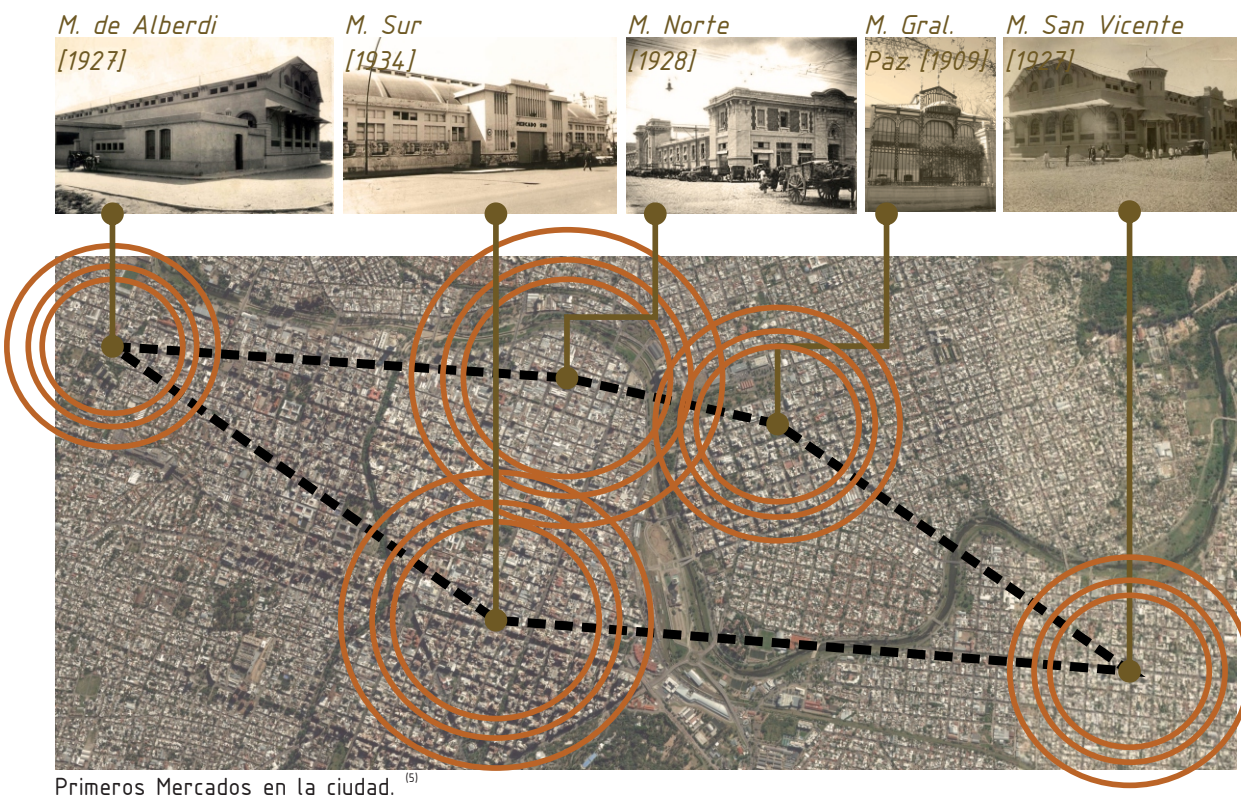 M. de Alberdi
[1927]
M. Sur
[1934]
M. Norte
[1928]
M. Gral.
Paz [1909]
M. San Vicente
[1927]
MERCADO SUR
Primeros Mercados en la ciudad. (5)